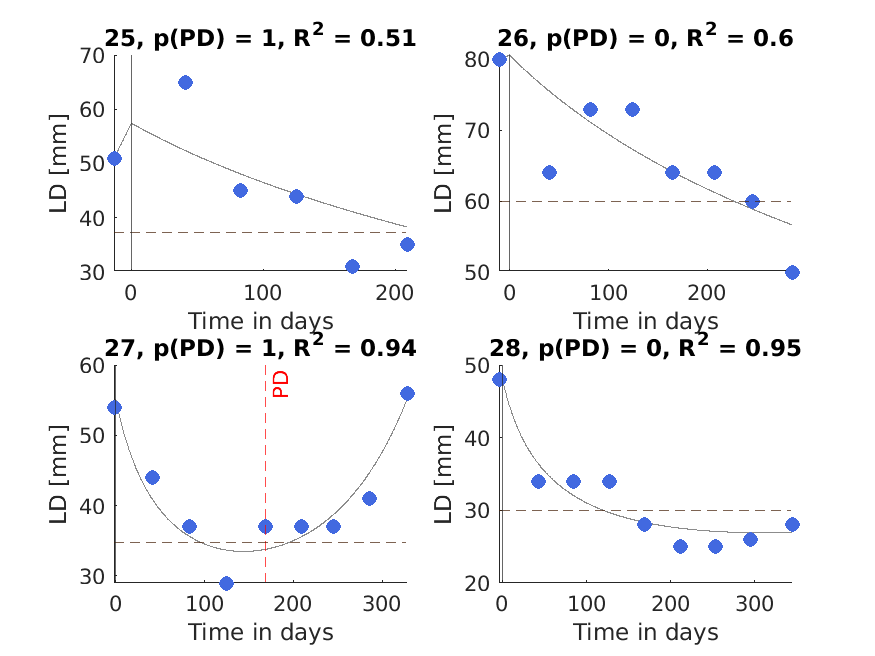 25, p(PD) = 1, R² = 0.51
70
60
50
40
30
LD [mm]
0 100 200
Time in days
26, p(PD) = 0, R² = 0.6
80
70
60
50
LD [mm]
0 100 200
Time in days
27, p(PD) = 1, R² = 0.94
60
50
40
30
LD [mm]
PD
0 100 200 300
Time in days
28, p(PD) = 0, R² = 0.95
50
40
30
20
LD [mm]
0 100 200 300
Time in days